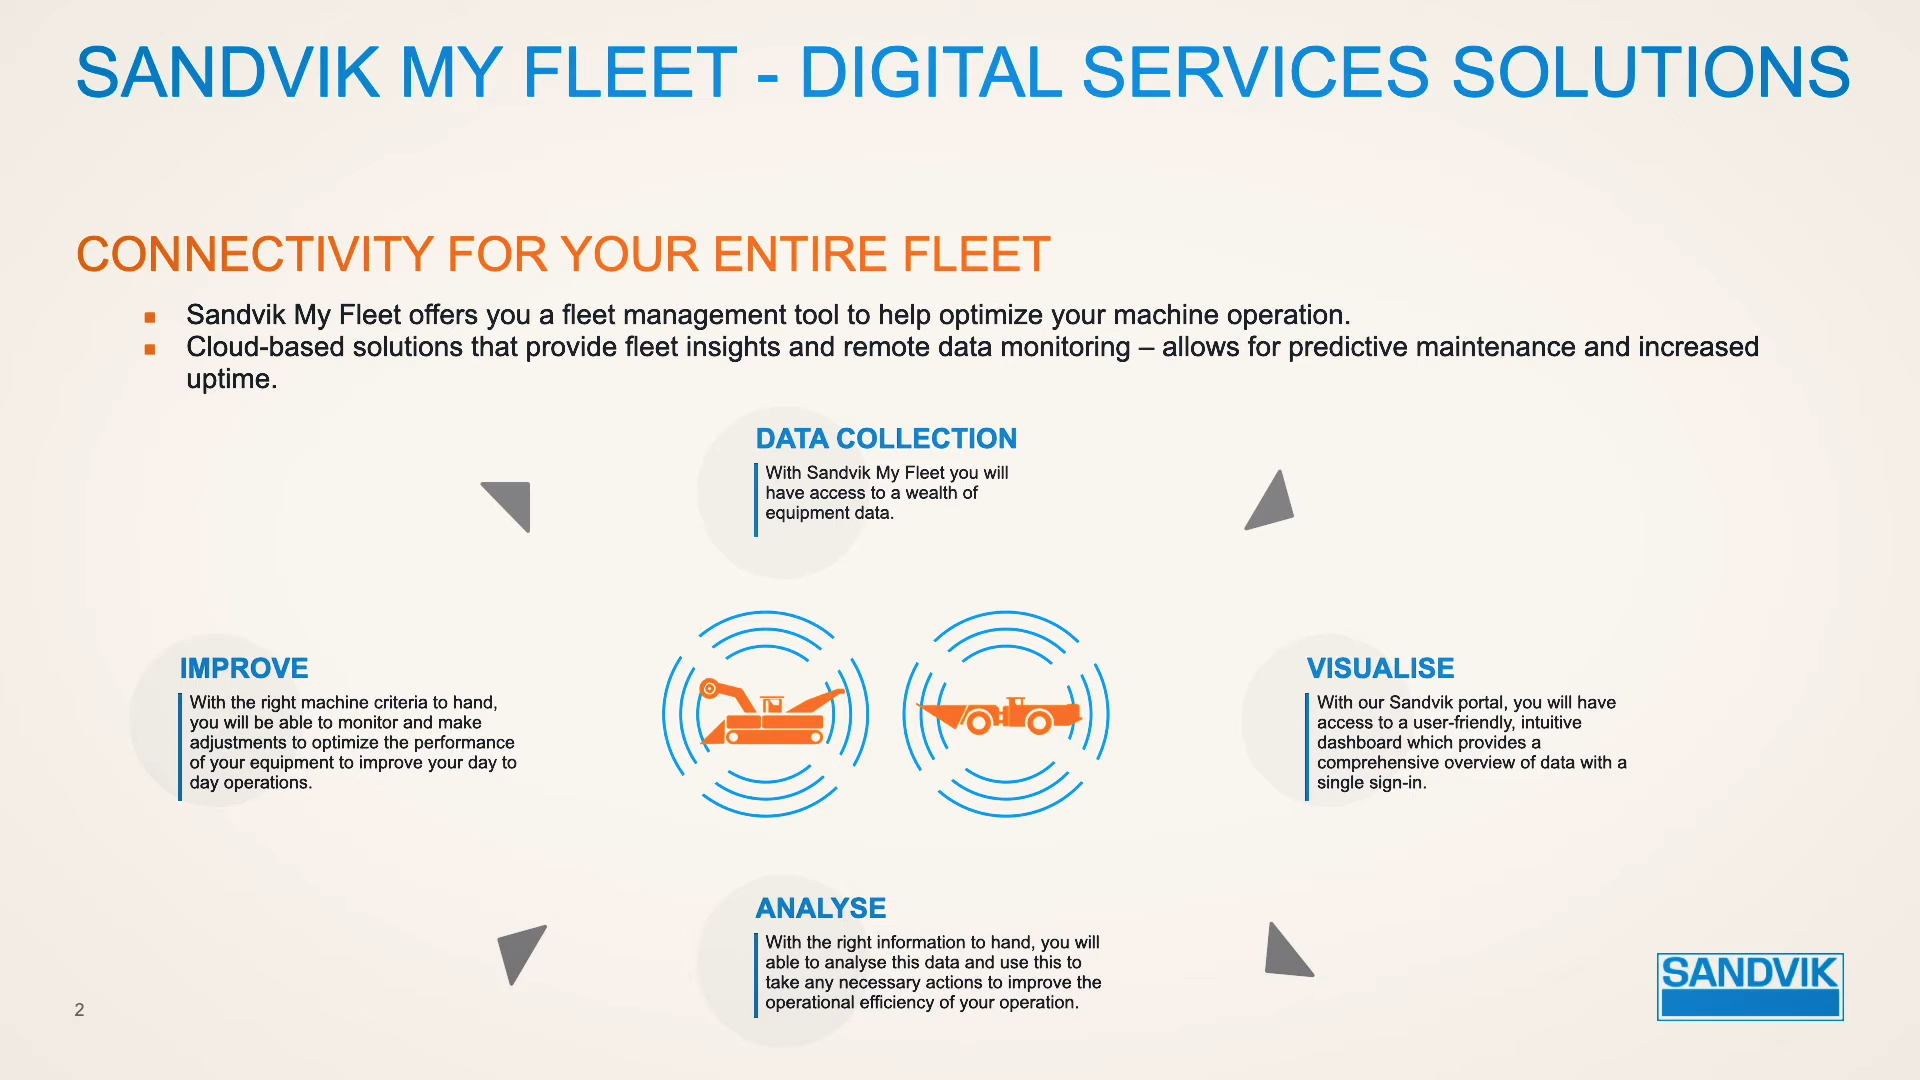 SANDVIK MY FLEET - DIGITAL SERVICES SOLUTIONS
CONNECTIVITY FOR YOUR ENTIRE FLEET
Sandvik My Fleet offers you a fleet management tool to help optimize your machine operation.
Cloud-based solutions that provide fleet insights and remote data monitoring – allows for predictive maintenance and increased
uptime.
DATA COLLECTION
With Sandvik My Fleet you will
have access to a wealth of
equipment data.
IMPROVE
With the right machine criteria to hand,
you will be able to monitor and make
adjustments to optimize the performance
of your equipment to improve your day to
day operations.
VISUALISE
With our Sandvik portal, you will have
access to a user-friendly, intuitive
dashboard which provides a
comprehensive overview of data with a
single sign-in.
ANALYSE
With the right information to hand, you will
able to analyse this data and use this to
take any necessary actions to improve the
operational efficiency of your operation.
2
SANDVIK